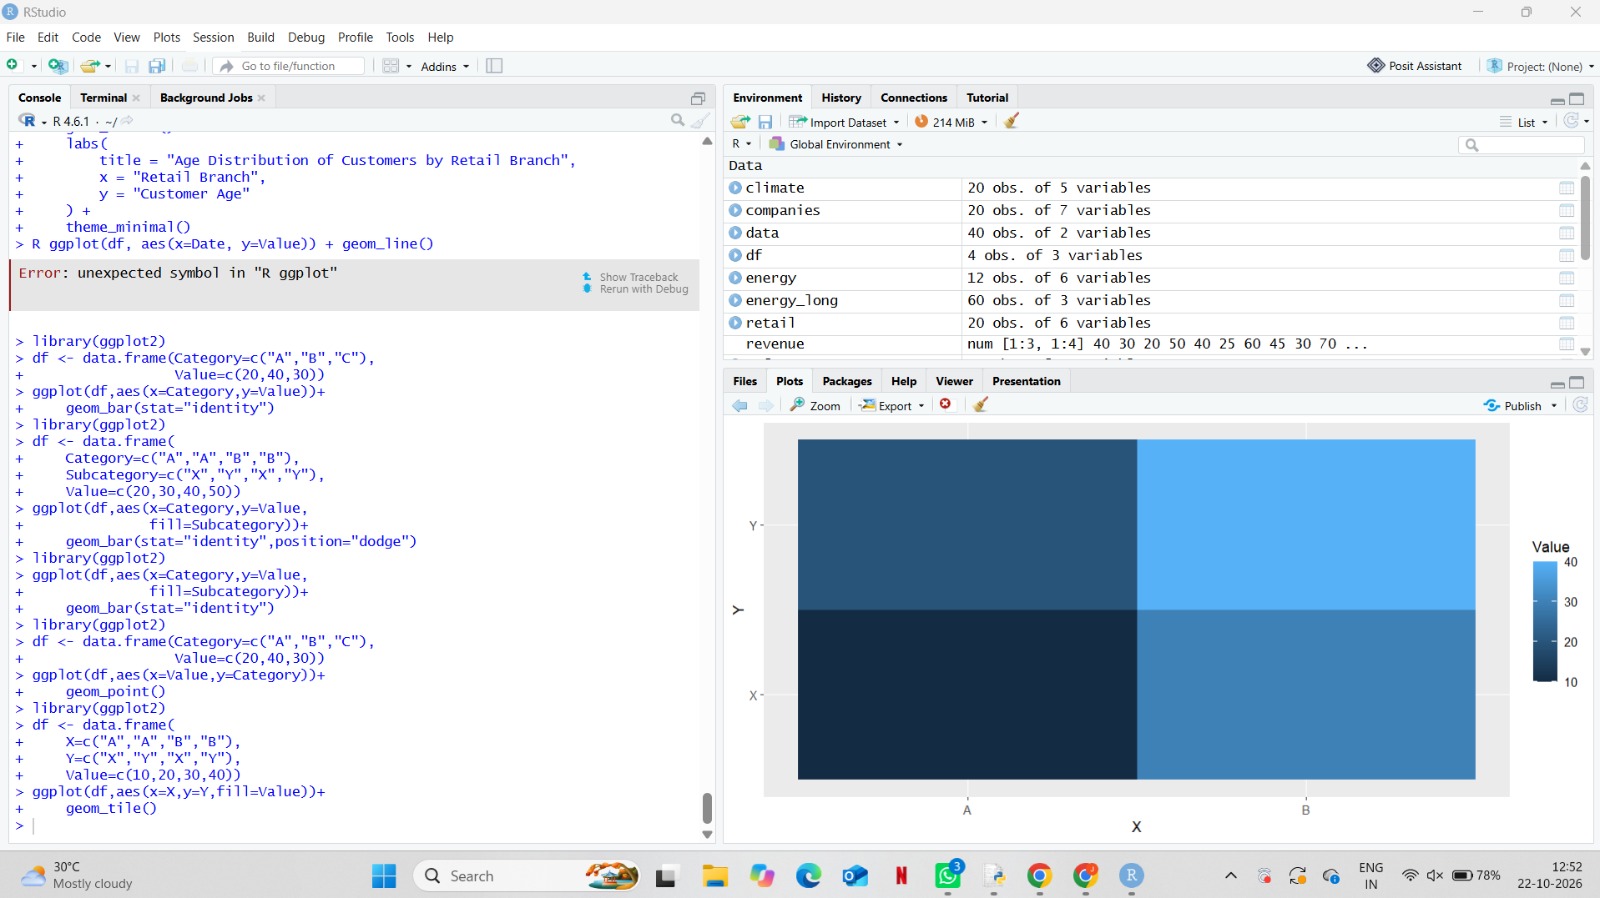 RStudio
File Edit Code View Plots Session Build Debug Profile Tools Help
Go to file/function Addins Posit Assistant Project: (None)
Console Terminal Background Jobs
R 4.6.1 · ~/
+     labs(
+         title = "Age Distribution of Customers by Retail Branch",
+         x = "Retail Branch",
+         y = "Customer Age"
+     ) +
+     theme_minimal()
> R ggplot(df, aes(x=Date, y=Value)) + geom_line()
Error: unexpected symbol in "R ggplot"
Show Traceback
Rerun with Debug
> library(ggplot2)
> df <- data.frame(Category=c("A","B","C"),
+                  Value=c(20,40,30))
> ggplot(df,aes(x=Category,y=Value))+
+     geom_bar(stat="identity")
> library(ggplot2)
> df <- data.frame(
+     Category=c("A","A","B","B"),
+     Subcategory=c("X","Y","X","Y"),
+     Value=c(20,30,40,50))
> ggplot(df,aes(x=Category,y=Value,
+               fill=Subcategory))+
+     geom_bar(stat="identity",position="dodge")
> library(ggplot2)
> ggplot(df,aes(x=Category,y=Value,
+               fill=Subcategory))+
+     geom_bar(stat="identity")
> library(ggplot2)
> df <- data.frame(Category=c("A","B","C"),
+                  Value=c(20,40,30))
> ggplot(df,aes(x=Value,y=Category))+
+     geom_point()
> library(ggplot2)
> df <- data.frame(
+     X=c("A","A","B","B"),
+     Y=c("X","Y","X","Y"),
+     Value=c(10,20,30,40))
> ggplot(df,aes(x=X,y=Y,fill=Value))+
+     geom_tile()
>
Environment History Connections Tutorial
Import Dataset 214 MiB List
R Global Environment
Data
climate 20 obs. of 5 variables
companies 20 obs. of 7 variables
data 40 obs. of 2 variables
df 4 obs. of 3 variables
energy 12 obs. of 6 variables
energy_long 60 obs. of 3 variables
retail 20 obs. of 6 variables
revenue num [1:3, 1:4] 40 30 20 50 40 25 60 45 30 70 ...
Files Plots Packages Help Viewer Presentation
Zoom Export Publish
Y
Y
X
A B
X
Value
40
30
20
10
30°C
Mostly cloudy
Search
3
ENG
IN
78%
12:52
22-10-2026